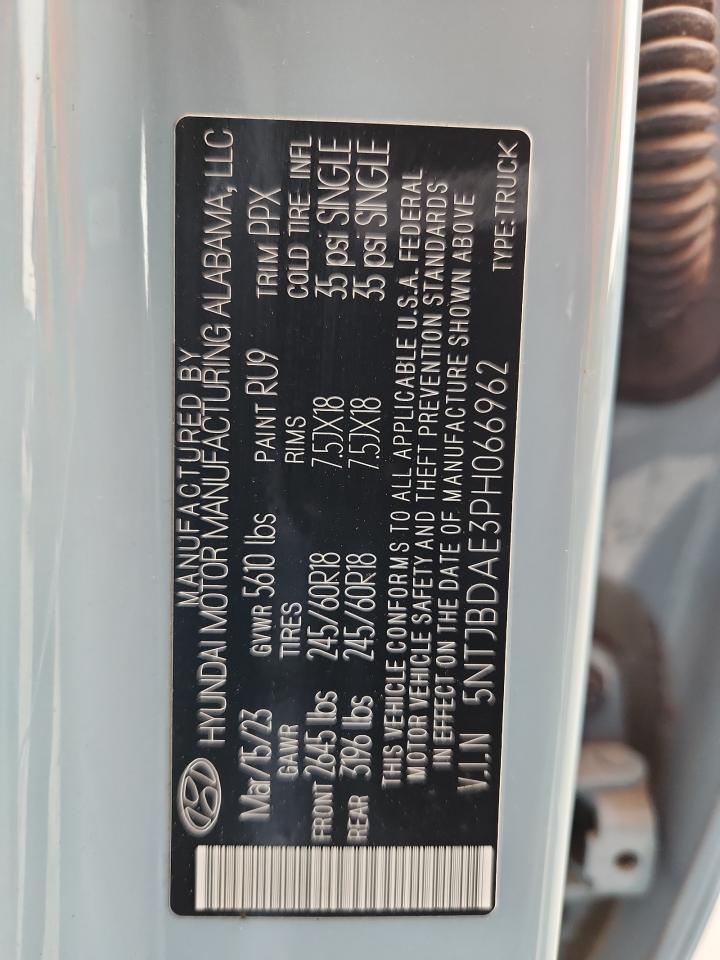 MANUFACTURED BY
HYUNDAI MOTOR MANUFACTURING ALABAMA, LLC
Mar/15/23 GVWR 5610 lbs PAINT RU9 TRIM PPX
GAWR TIRES RIMS COLD TIRE INFL
FRONT 2645 lbs 245/60R18 7.5JX18 35 psi SINGLE
REAR 3196 lbs 245/60R18 7.5JX18 35 psi SINGLE
THIS VEHICLE CONFORMS TO ALL APPLICABLE U.S.A. FEDERAL
MOTOR VEHICLE SAFETY AND THEFT PREVENTION STANDARDS
IN EFFECT ON THE DATE OF MANUFACTURE SHOWN ABOVE
V.I.N 5NTJBDAE3PH066962 TYPE:TRUCK